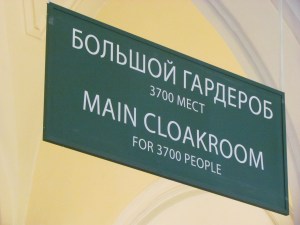 БОЛЬШОЙ ГАРДЕРОБ
3700 МЕСТ
MAIN CLOAKROOM
FOR 3700 PEOPLE